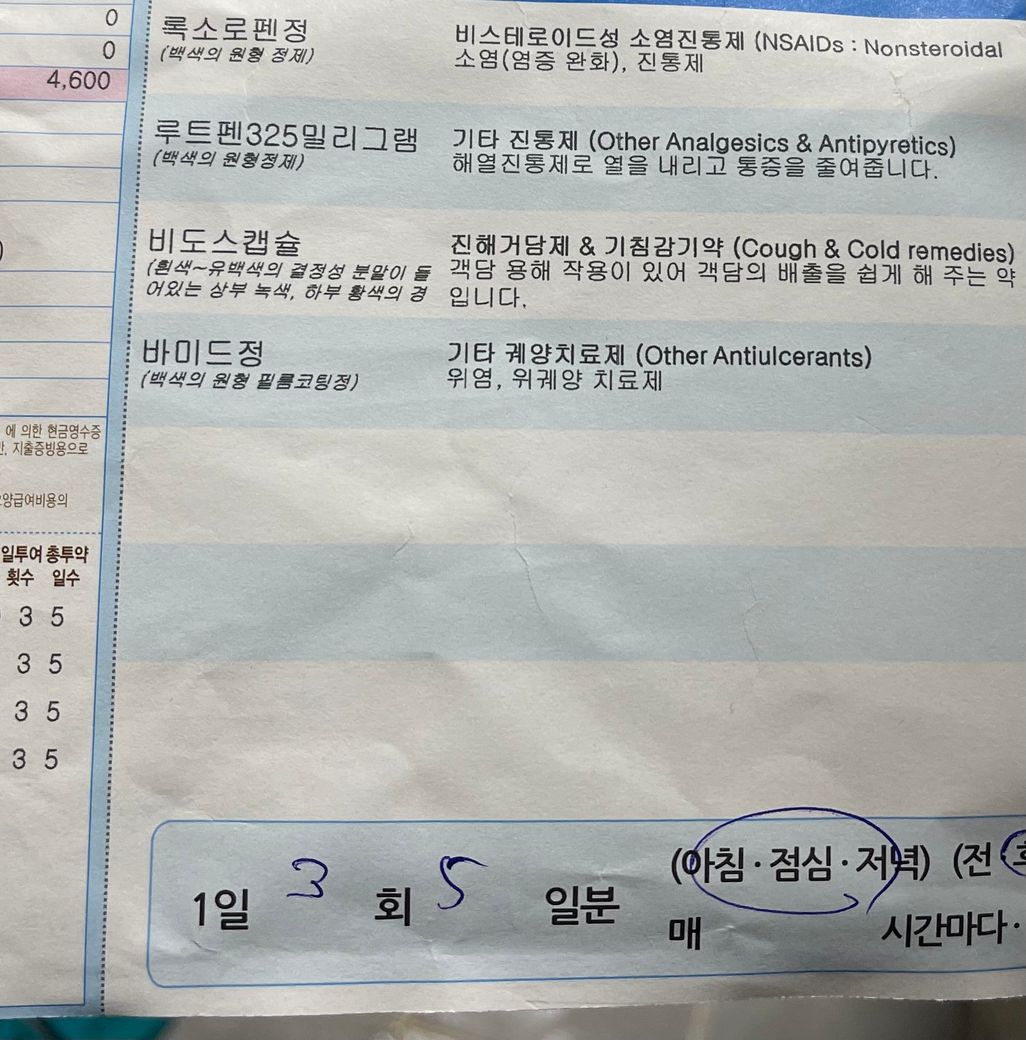 0
0
4,600
에 의한 현금영수증
지출증빙용으로
양급여비용의
일투여 총투약
횟수 일수
3 5
3 5
3 5
3 5
록소로펜정
(백색의 원형 정제)
비스테로이드성 소염진통제 (NSAIDs : Nonsteroidal
소염(염증 완화), 진통제
루트펜325밀리그램
(백색의 원형정제)
기타 진통제 (Other Analgesics & Antipyretics)
해열진통제로 열을 내리고 통증을 줄여줍니다.
비도스캡슐
(흰색~유백색의 결정성 분말이 들
어있는 상부 녹색, 하부 황색의 경
진해거담제 & 기침감기약 (Cough & Cold remedies)
객담 용해 작용이 있어 객담의 배출을 쉽게 해 주는 약
입니다.
바미드정
(백색의 원형 필름코팅정)
기타 궤양치료제 (Other Antiulcerants)
위염, 위궤양 치료제
1일 3 회 5 일분
(아침·점심·저녁) (전·
매 시간마다·